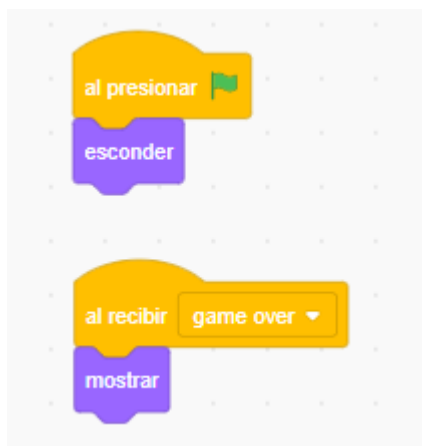 al presionar
esconder
al recibir game over
mostrar